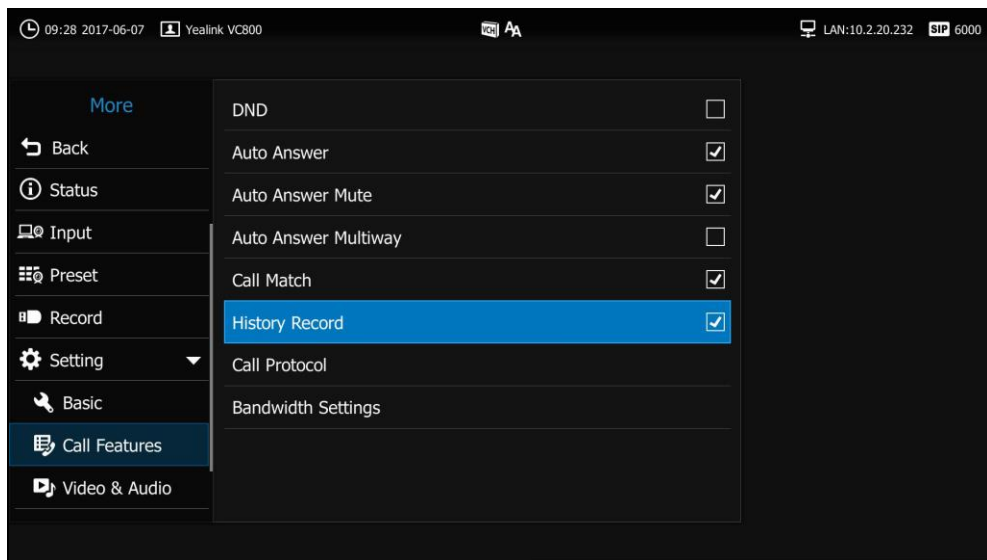 09:28 2017-06-07 Yealink VC800 VCH AA LAN:10.2.20.232 SIP 6000
More
Back
Status
Input
Preset
Record
Setting
Basic
Call Features
Video & Audio
DND
Auto Answer
Auto Answer Mute
Auto Answer Multiway
Call Match
History Record
Call Protocol
Bandwidth Settings